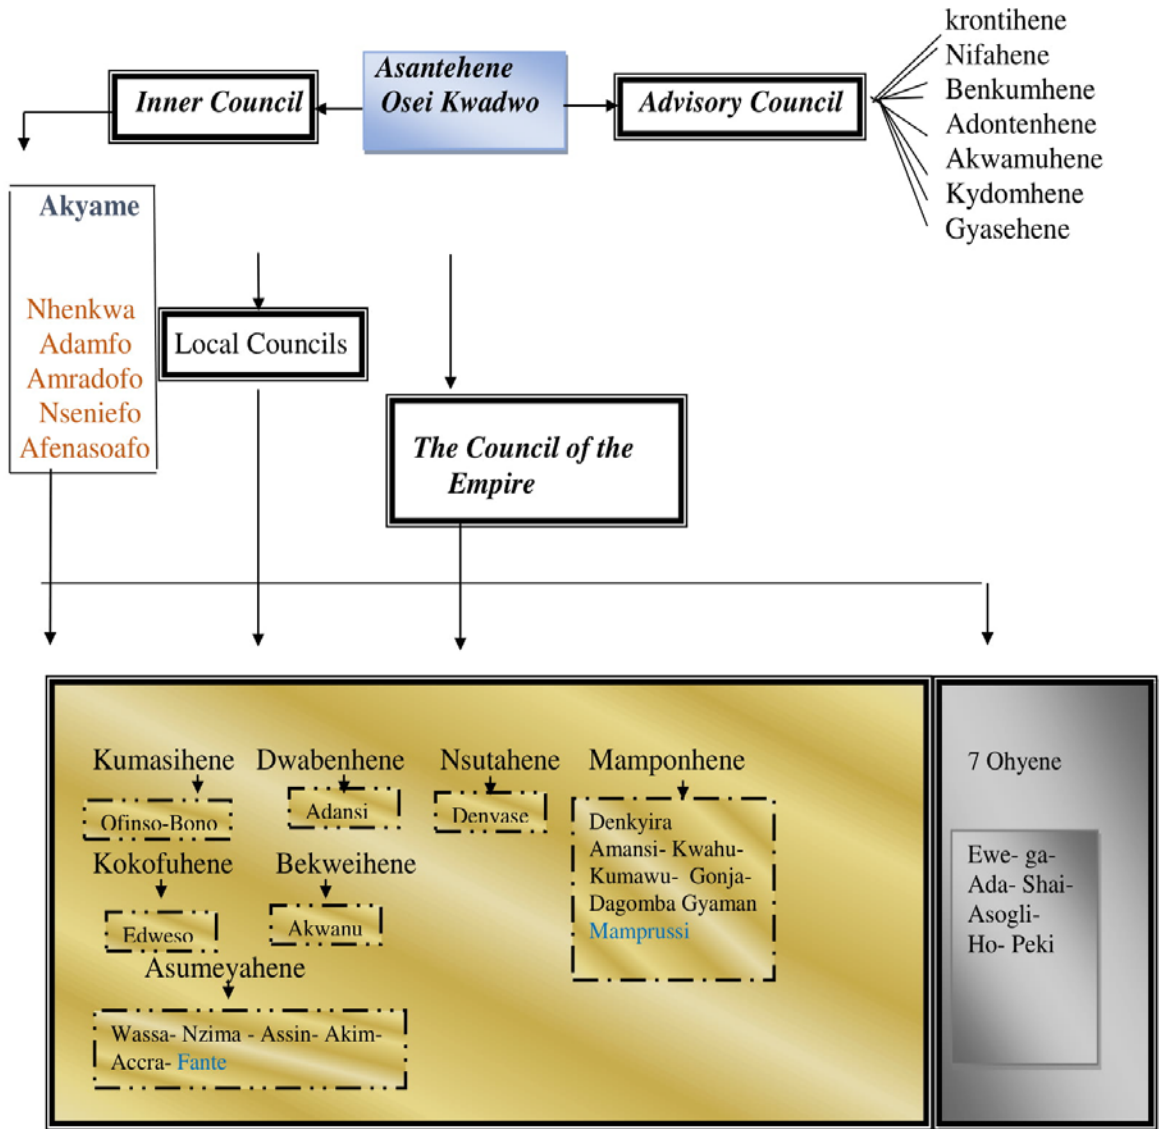 Asantehene
Osei Kwadwo
Inner Council
Advisory Council
krontihene
Nifahene
Benkumhene
Adontenhene
Akwamuhene
Kydomhene
Gyasehene
Akyame
Nhenkwa
Adamfo
Amradofo
Nseniefo
Afenasoafo
Local Councils
The Council of the
Empire
Kumasihene
Ofinso-Bono
Dwabenhene
Adansi
Nsutahene
Denvase
Mamponhene
Denkyira
Amansi- Kwahu-
Kumawu- Gonja-
Dagomba Gyaman
Mamprussi
Kokofuhene
Edweso
Bekweihene
Akwanu
Asumeyahene
Wassa- Nzima - Assin- Akim-
Accra- Fante
7 Ohyene
Ewe- ga-
Ada- Shai-
Asogli-
Ho- Peki